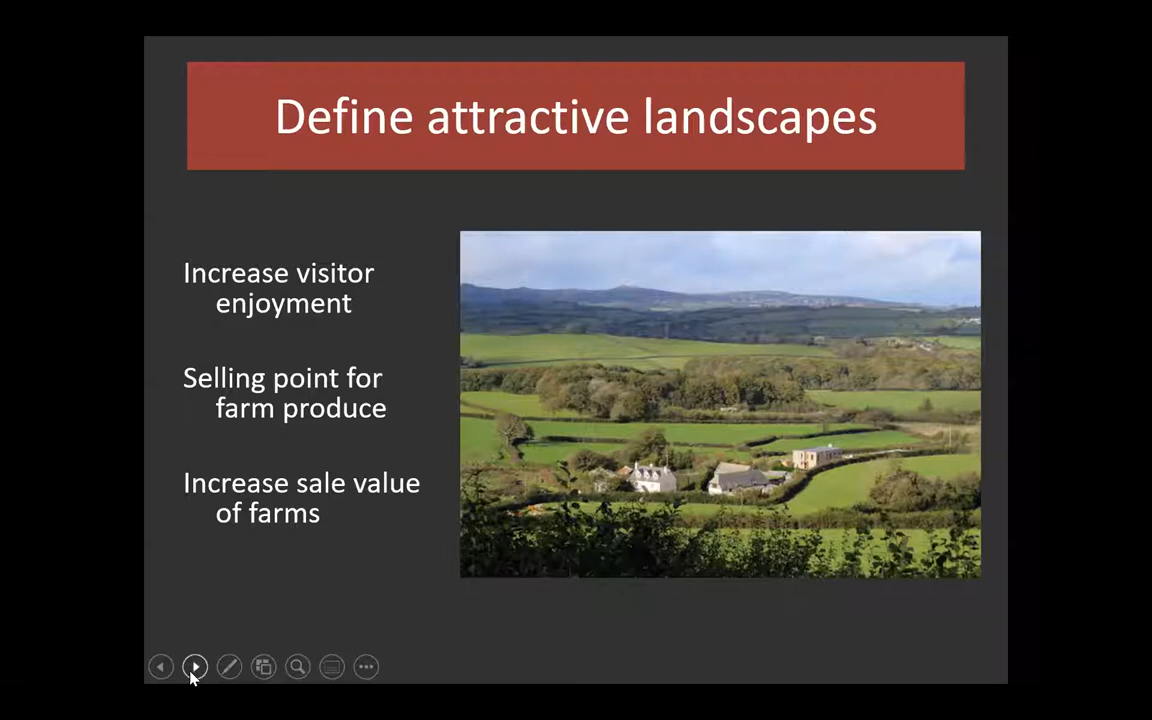 Define attractive landscapes
Increase visitor
enjoyment
Selling point for
farm produce
Increase sale value
of farms